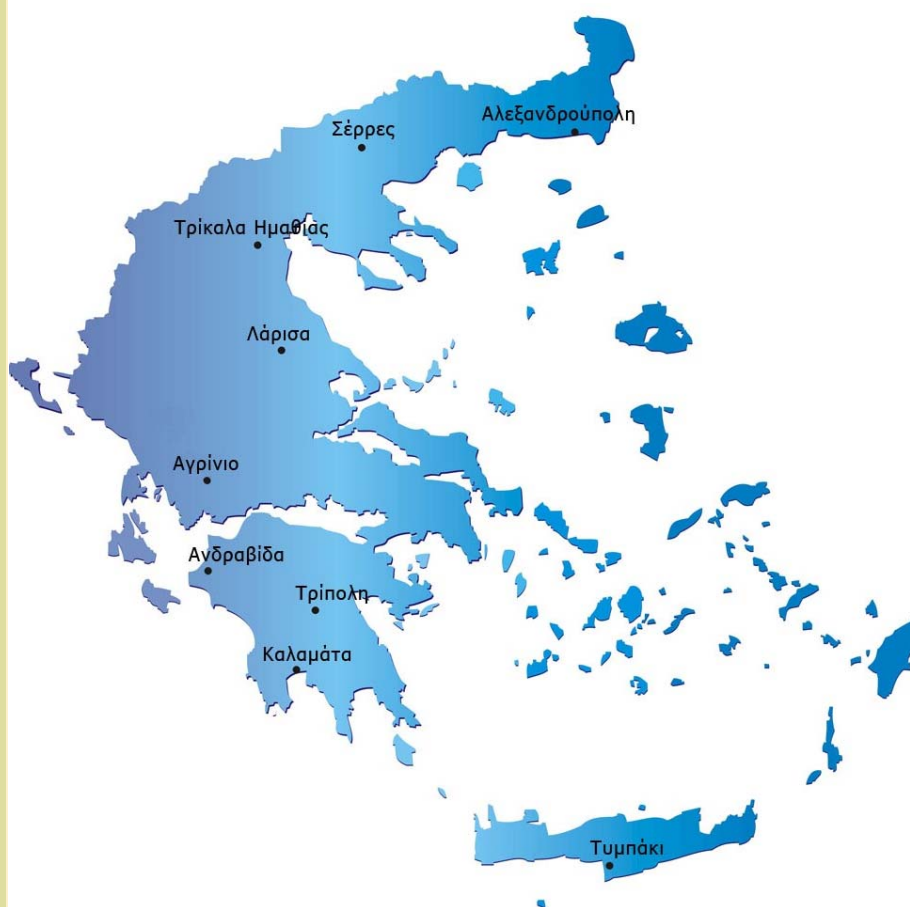 Αλεξανδρούπολη
Σέρρες
Τρίκαλα Ημαθίας
Λάρισα
Αγρίνιο
Ανδραβίδα
Τρίπολη
Καλαμάτα
Τυμπάκι